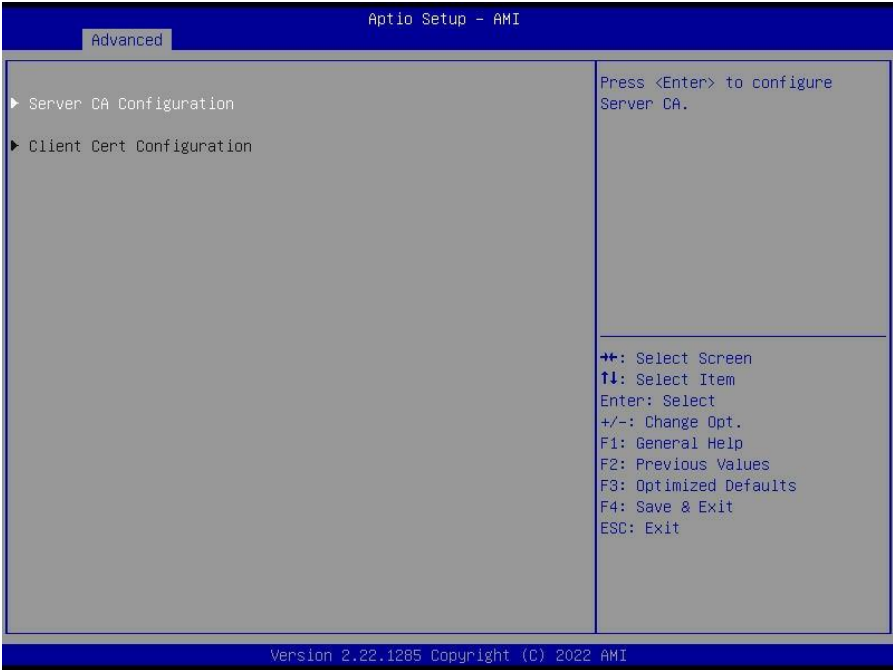 Aptio Setup - AMI
Advanced
Server CA Configuration
Client Cert Configuration
Press <Enter> to configure
Server CA.
→←: Select Screen
↑↓: Select Item
Enter: Select
+/-: Change Opt.
F1: General Help
F2: Previous Values
F3: Optimized Defaults
F4: Save & Exit
ESC: Exit
Version 2.22.1285 Copyright (C) 2022 AMI